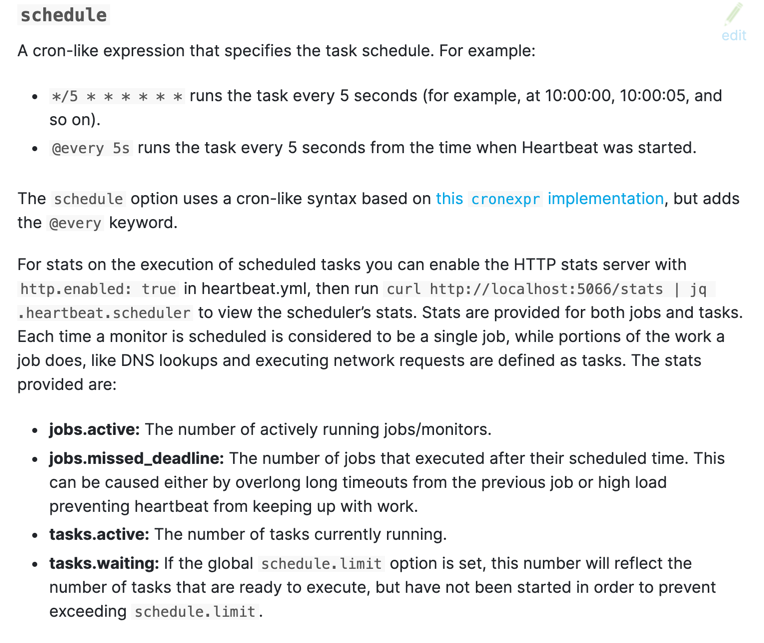 schedule
edit
A cron-like expression that specifies the task schedule. For example:
• */5 * * * * * * runs the task every 5 seconds (for example, at 10:00:00, 10:00:05, and
so on).
• @every 5s runs the task every 5 seconds from the time when Heartbeat was started.
The schedule option uses a cron-like syntax based on this cronexpr implementation, but adds
the @every keyword.
For stats on the execution of scheduled tasks you can enable the HTTP stats server with
http.enabled: true in heartbeat.yml, then run curl http://localhost:5066/stats | jq
.heartbeat.scheduler to view the scheduler’s stats. Stats are provided for both jobs and tasks.
Each time a monitor is scheduled is considered to be a single job, while portions of the work a
job does, like DNS lookups and executing network requests are defined as tasks. The stats
provided are:
• jobs.active: The number of actively running jobs/monitors.
• jobs.missed_deadline: The number of jobs that executed after their scheduled time. This
can be caused either by overlong long timeouts from the previous job or high load
preventing heartbeat from keeping up with work.
• tasks.active: The number of tasks currently running.
• tasks.waiting: If the global schedule.limit option is set, this number will reflect the
number of tasks that are ready to execute, but have not been started in order to prevent
exceeding schedule.limit.